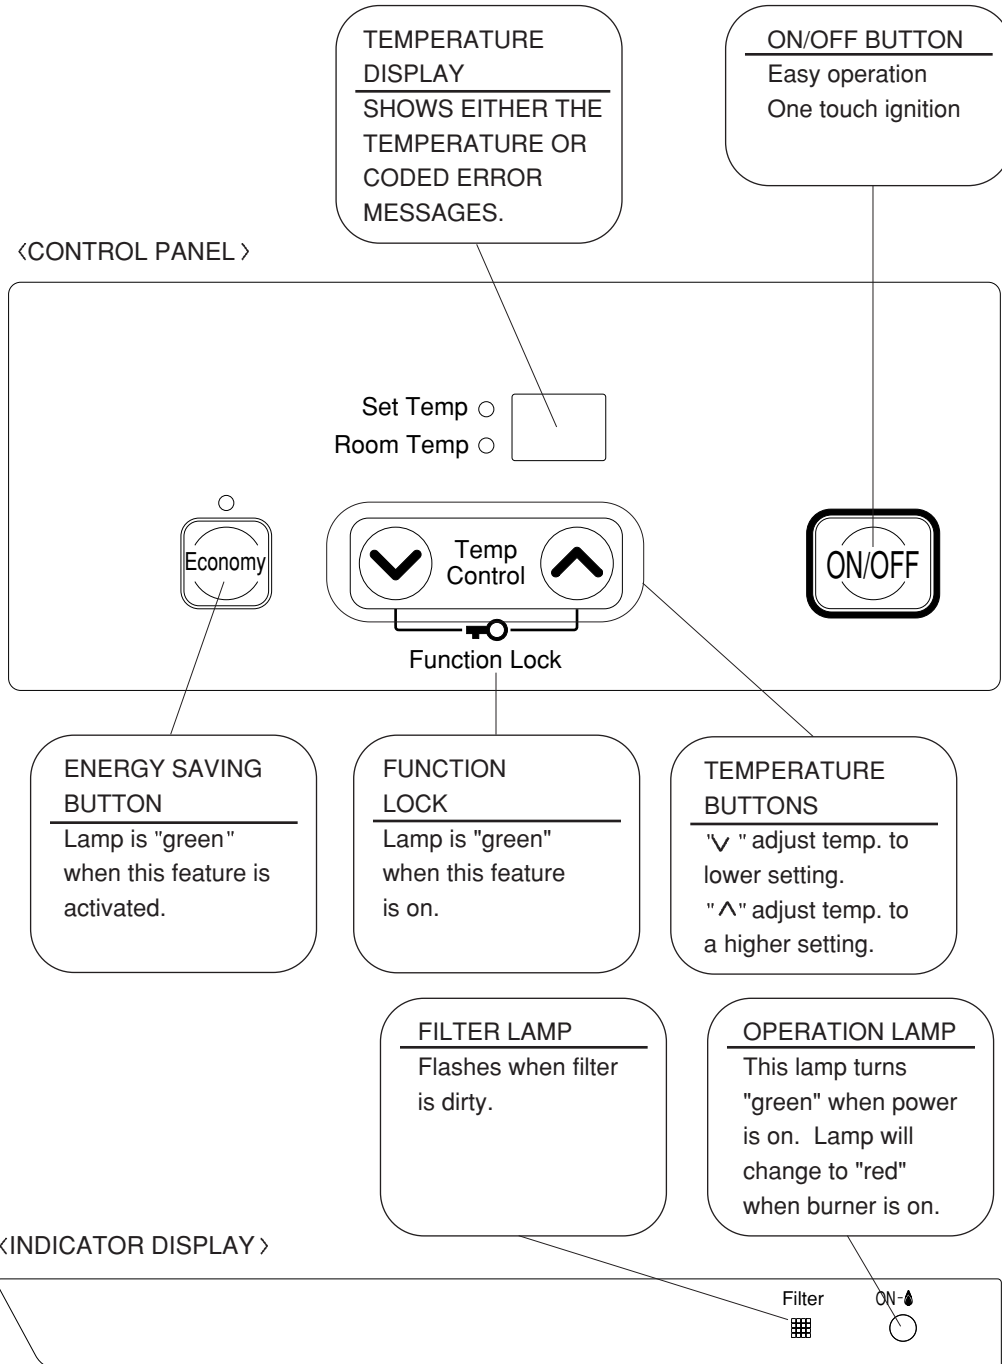 TEMPERATURE
DISPLAY
SHOWS EITHER THE
TEMPERATURE OR
CODED ERROR
MESSAGES.
ON/OFF BUTTON
Easy operation
One touch ignition
〈CONTROL PANEL〉
Set Temp
Room Temp
Economy
Temp
Control
ON/OFF
Function Lock
ENERGY SAVING
BUTTON
Lamp is "green"
when this feature is
activated.
FUNCTION
LOCK
Lamp is "green"
when this feature
is on.
TEMPERATURE
BUTTONS
"∨" adjust temp. to
lower setting.
"∧" adjust temp. to
a higher setting.
FILTER LAMP
Flashes when filter
is dirty.
OPERATION LAMP
This lamp turns
"green" when power
is on. Lamp will
change to "red"
when burner is on.
〈INDICATOR DISPLAY〉
Filter
ON-